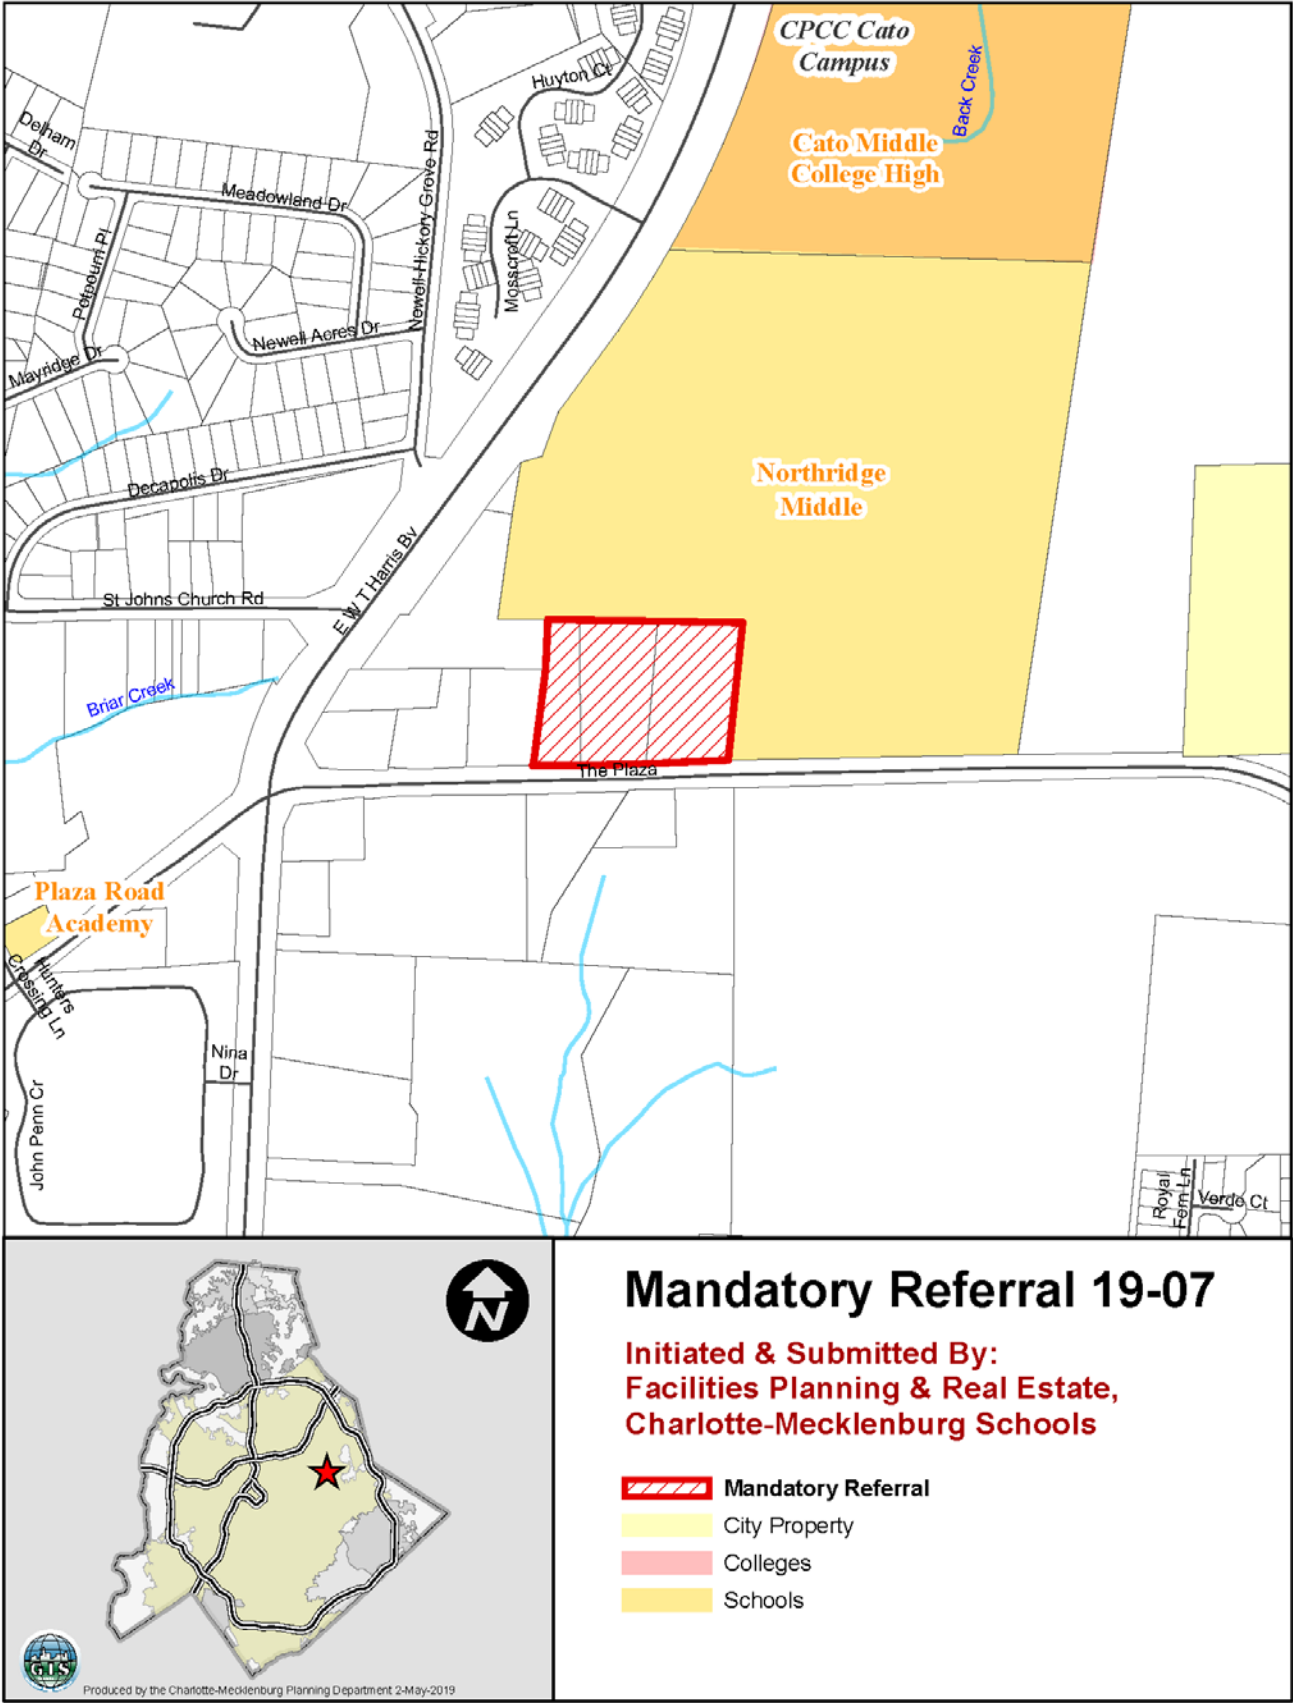 CPCC Cato
Campus
Back Creek
Huyton Ct
Cato Middle
College High
Delham
Dr
Meadowland Dr
Newell-Hickory Grove Rd
Mosscroft Ln
Potpourri Pl
Newell Acres Dr
Mayridge Dr
Northridge
Middle
Decapolis Dr
E W T Harris Bv
St Johns Church Rd
Briar Creek
The Plaza
Plaza Road
Academy
Hunters
Crossing Ln
Nina
Dr
John Penn Cr
Royal
Fern Ln
Verde Ct
N
Mandatory Referral 19-07
Initiated & Submitted By:
Facilities Planning & Real Estate,
Charlotte-Mecklenburg Schools
Mandatory Referral
City Property
Colleges
Schools
GIS
Produced by the Charlotte-Mecklenburg Planning Department 2-May-2019